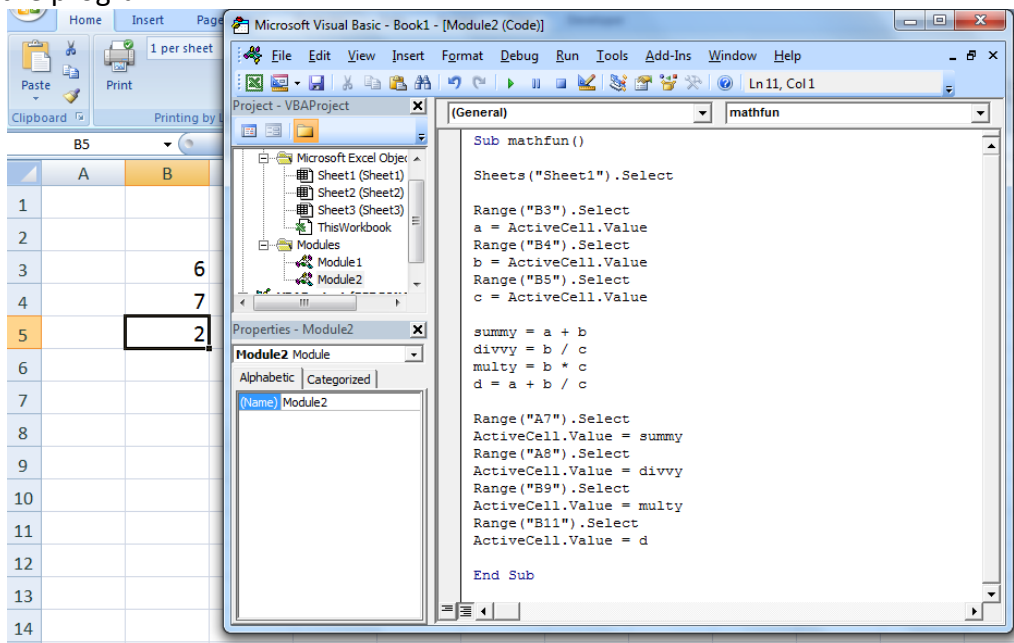 Home Insert Pag
1 per sheet
Paste
Print
Clipboard
Printing by L
B5
A B
1
2
3 6
4 7
5 2
6
7
8
9
10
11
12
13
14
Microsoft Visual Basic - Book1 - [Module2 (Code)]
File Edit View Insert Format Debug Run Tools Add-Ins Window Help
Ln 11, Col 1
Project - VBAProject
Microsoft Excel Objec
Sheet1 (Sheet1)
Sheet2 (Sheet2)
Sheet3 (Sheet3)
ThisWorkbook
Modules
Module1
Module2
Properties - Module2
Module2 Module
Alphabetic Categorized
(Name) Module2
(General) mathfun
Sub mathfun()
Sheets("Sheet1").Select
Range("B3").Select
a = ActiveCell.Value
Range("B4").Select
b = ActiveCell.Value
Range("B5").Select
c = ActiveCell.Value
summy = a + b
divvy = b / c
multy = b * c
d = a + b / c
Range("A7").Select
ActiveCell.Value = summy
Range("A8").Select
ActiveCell.Value = divvy
Range("B9").Select
ActiveCell.Value = multy
Range("B11").Select
ActiveCell.Value = d
End Sub